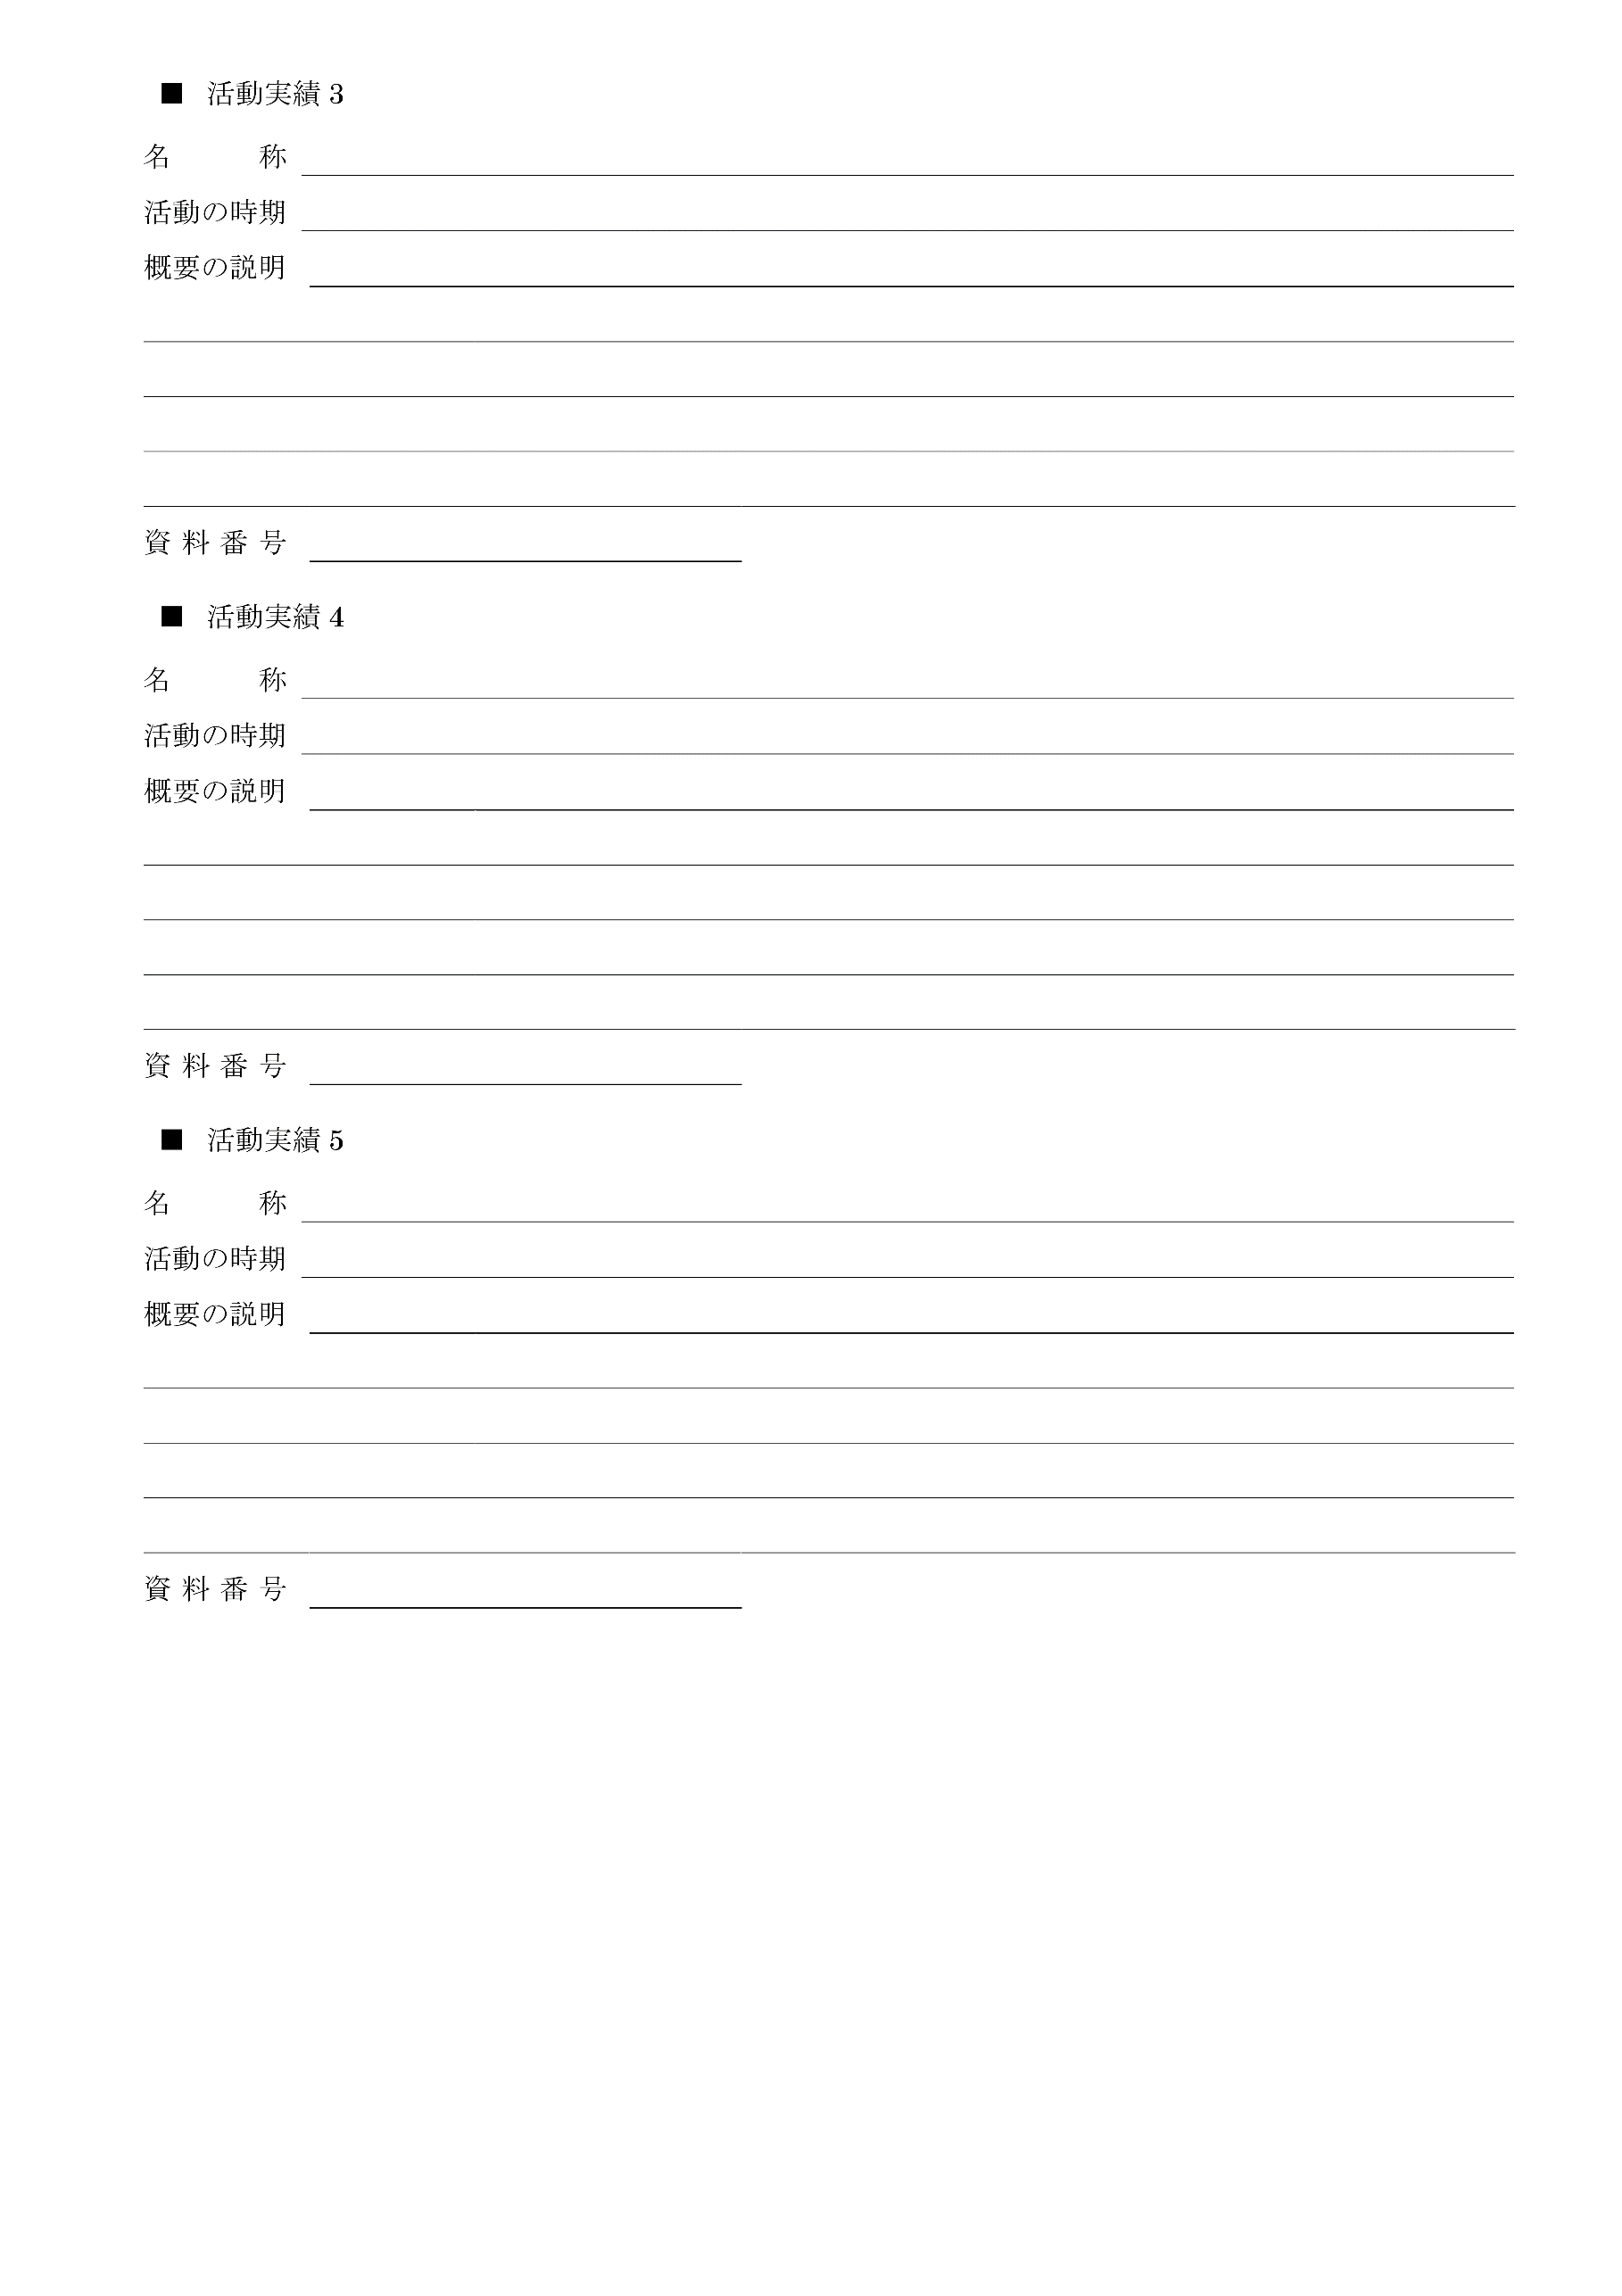 ■ 活動実績 3
名 称
活動の時期
概要の説明
資 料 番 号
■ 活動実績 4
名 称
活動の時期
概要の説明
資 料 番 号
■ 活動実績 5
名 称
活動の時期
概要の説明
資 料 番 号